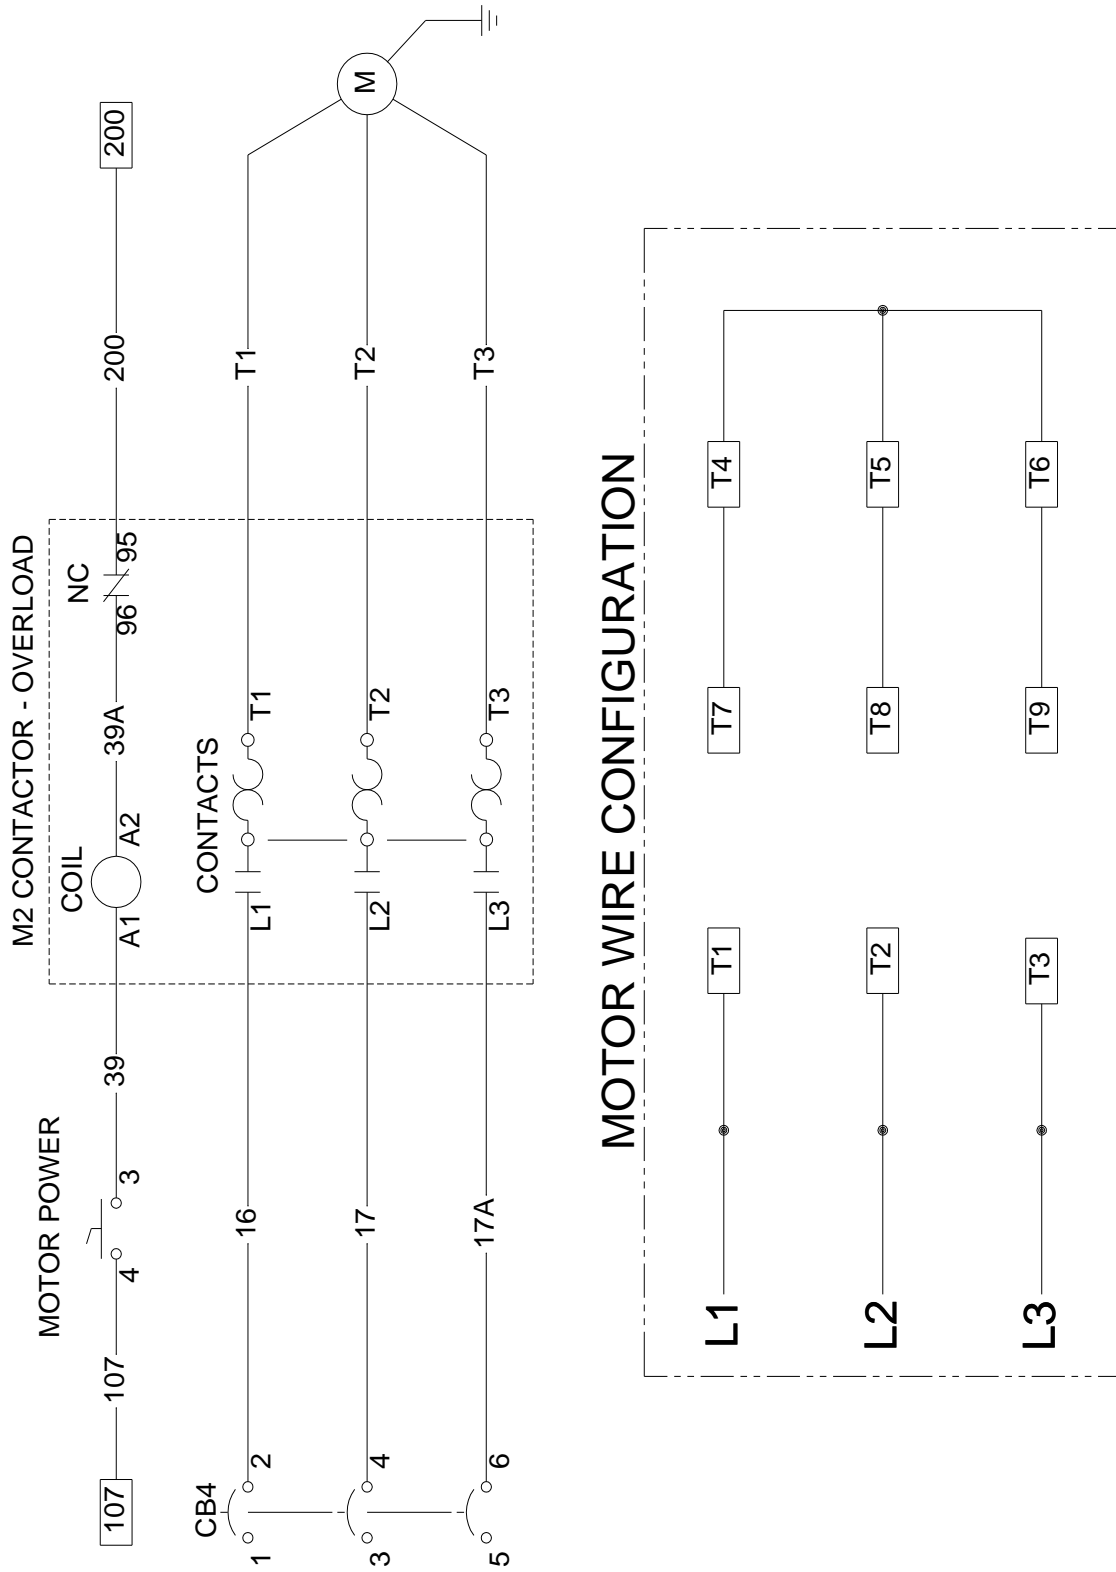 M2 CONTACTOR - OVERLOAD
MOTOR POWER
COIL
NC
107
107
4
3
39
A1
A2
39A
96
95
200
200
CB4
CONTACTS
1
2
16
L1
T1
T1
3
4
17
L2
T2
T2
M
5
6
17A
L3
T3
T3
MOTOR WIRE CONFIGURATION
L1
T1
T7
T4
L2
T2
T8
T5
L3
T3
T9
T6